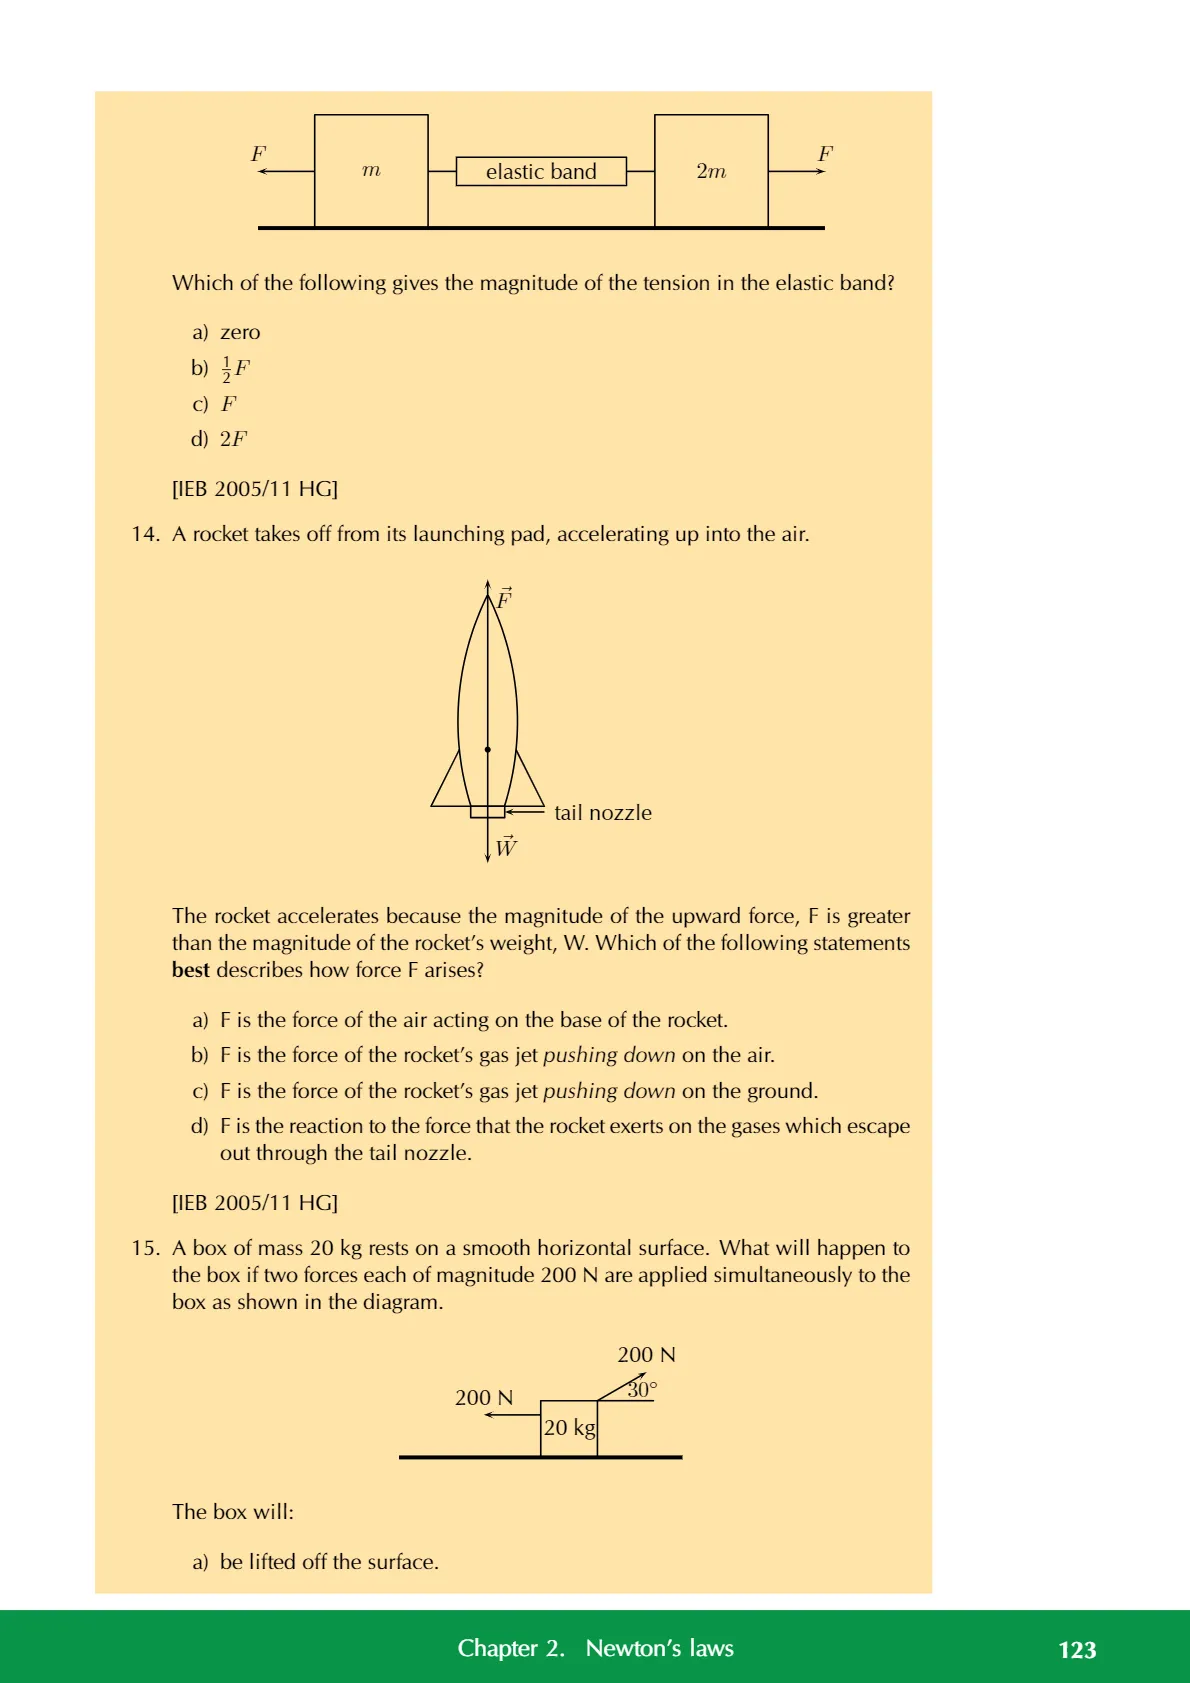 F
m
elastic band
2m
F
Which of the following gives the magnitude of the tension in the elastic band?
a) zero
b) ½F
c) F
d) 2F
[IEB 2005/11 HG]
14. A rocket takes off from its launching pad, accelerating up into the air.
F⃗
tail nozzle
W⃗
The rocket accelerates because the magnitude of the upward force, F is greater
than the magnitude of the rocket’s weight, W. Which of the following statements
best describes how force F arises?
a) F is the force of the air acting on the base of the rocket.
b) F is the force of the rocket’s gas jet pushing down on the air.
c) F is the force of the rocket’s gas jet pushing down on the ground.
d) F is the reaction to the force that the rocket exerts on the gases which escape
out through the tail nozzle.
[IEB 2005/11 HG]
15. A box of mass 20 kg rests on a smooth horizontal surface. What will happen to
the box if two forces each of magnitude 200 N are applied simultaneously to the
box as shown in the diagram.
200 N
30°
200 N
20 kg
The box will:
a) be lifted off the surface.
Chapter 2. Newton’s laws
123